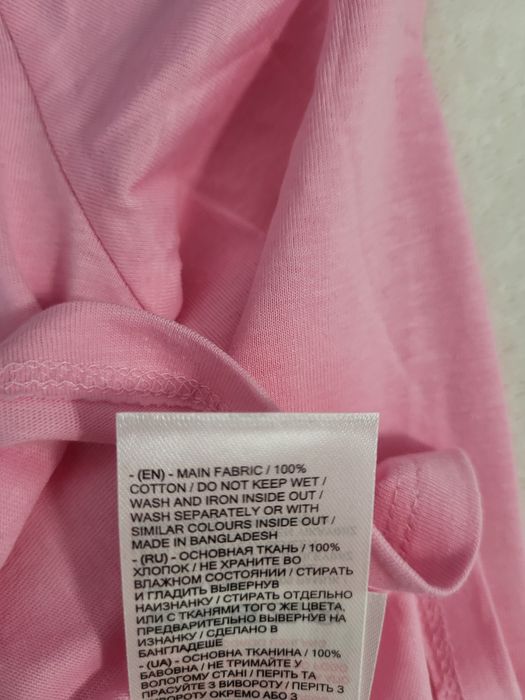 - (EN) - MAIN FABRIC / 100%
COTTON / DO NOT KEEP WET /
WASH AND IRON INSIDE OUT /
WASH SEPARATELY OR WITH
SIMILAR COLOURS INSIDE OUT /
MADE IN BANGLADESH
- (RU) - ОСНОВНАЯ ТКАНЬ / 100%
ХЛОПОК / НЕ ХРАНИТЕ ВО
ВЛАЖНОМ СОСТОЯНИИ / СТИРАТЬ
И ГЛАДИТЬ ВЫВЕРНУВ
НАИЗНАНКУ / СТИРАТЬ ОТДЕЛЬНО
ИЛИ С ТКАНЯМИ ТОГО ЖЕ ЦВЕТА,
ПРЕДВАРИТЕЛЬНО ВЫВЕРНУВ НА
ИЗНАНКУ / СДЕЛАНО В
БАНГЛАДЕШЕ
- (UA) - ОСНОВНА ТКАНИНА / 100%
БАВОВНА / НЕ ТРИМАЙТЕ У
ВОЛОГОМУ СТАНІ / ПЕРІТЬ ТА
ПРАСУЙТЕ З ВИВОРОТУ / ПЕРІТЬ З
ВИВОРОТУ ОКРЕМО АБО З